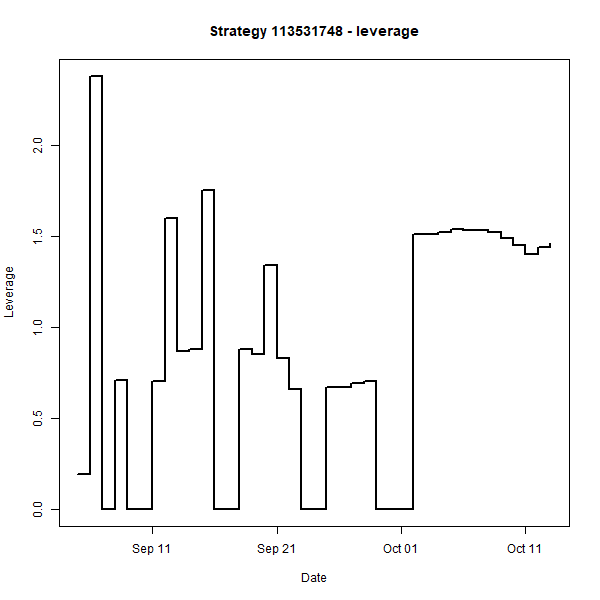 Strategy 113531748 - leverage
Leverage
2.0
1.5
1.0
0.5
0.0
Sep 11 Sep 21 Oct 01 Oct 11
Date